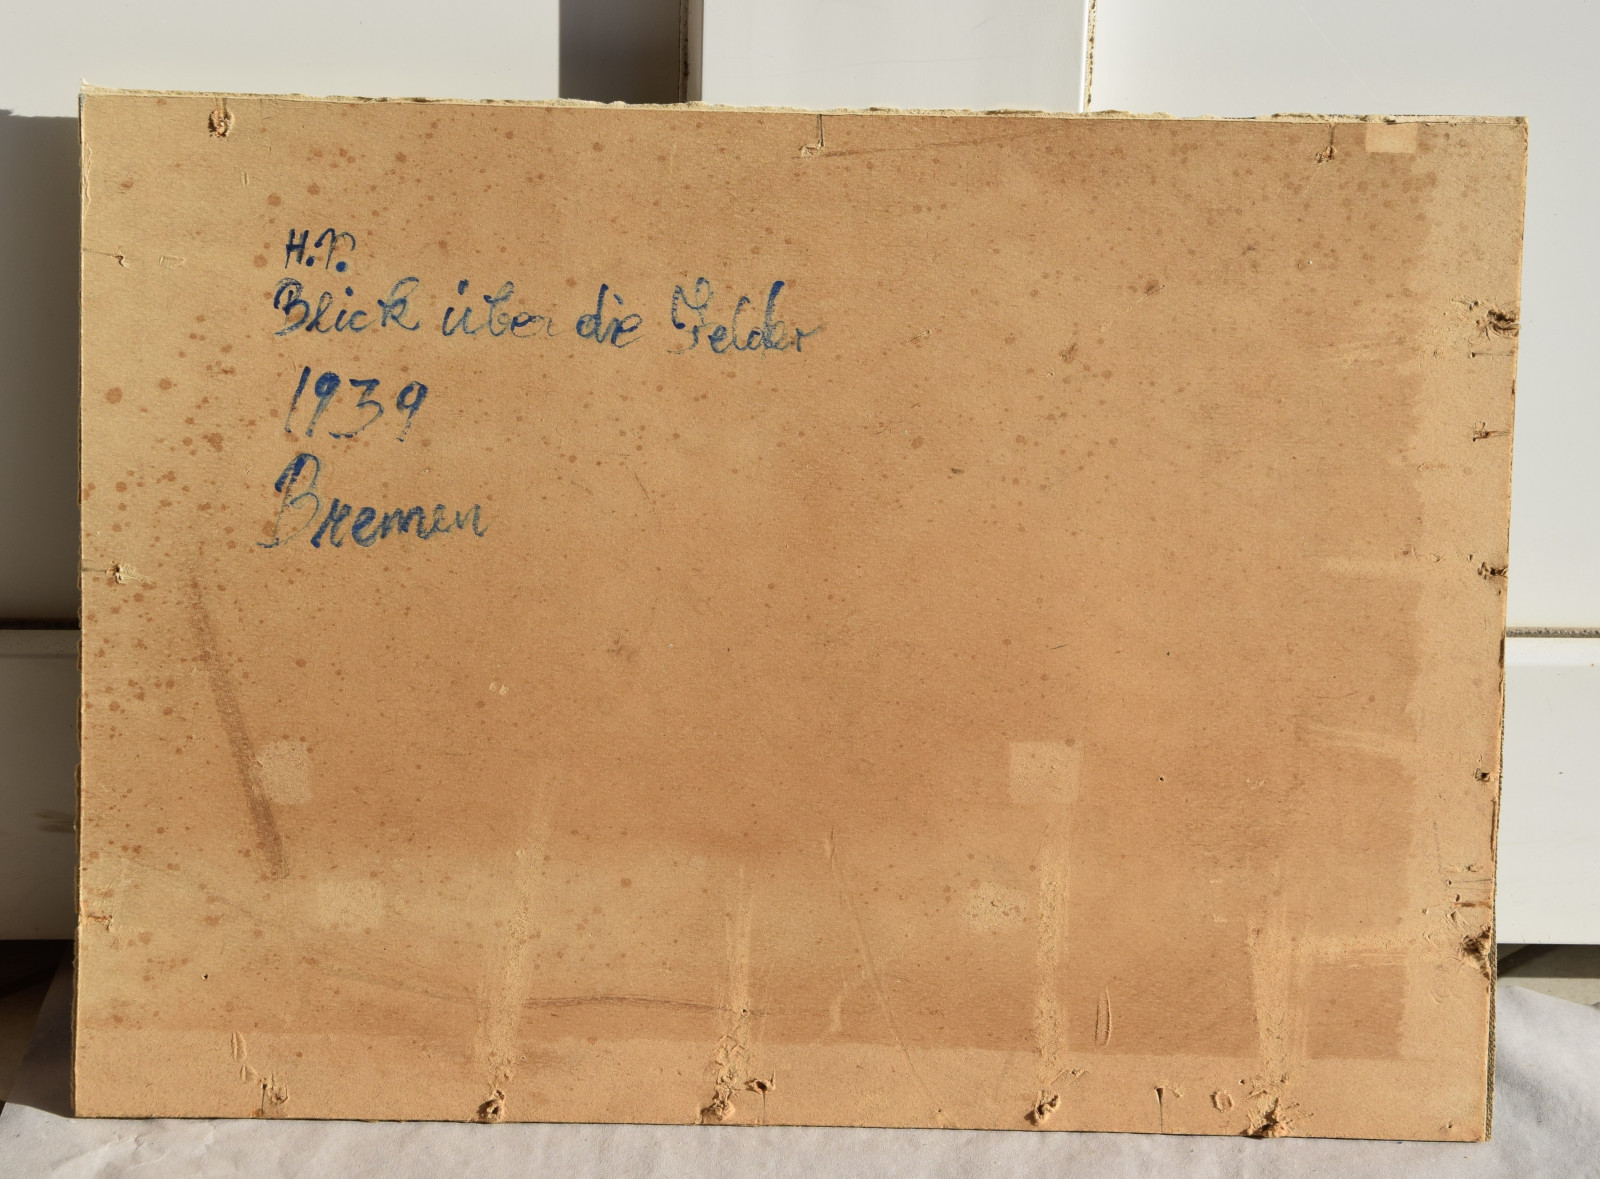 H.V.
Blick über die Felder
1939
Bremen